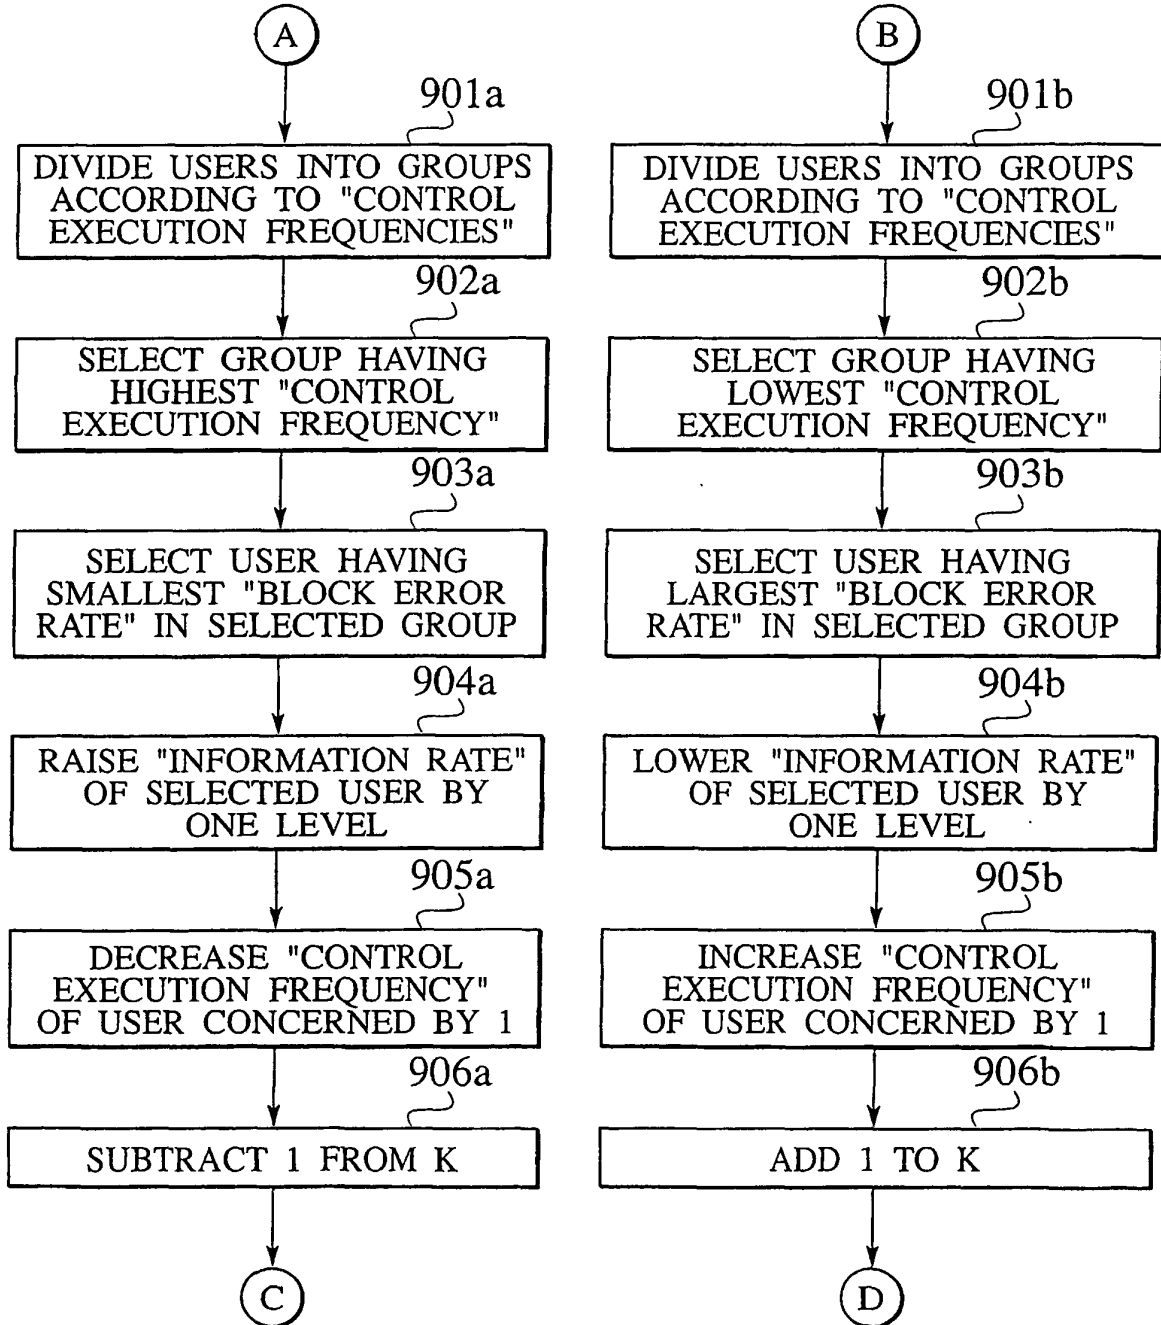 A
901a
DIVIDE USERS INTO GROUPS
ACCORDING TO "CONTROL
EXECUTION FREQUENCIES"
902a
SELECT GROUP HAVING
HIGHEST "CONTROL
EXECUTION FREQUENCY"
903a
SELECT USER HAVING
SMALLEST "BLOCK ERROR
RATE" IN SELECTED GROUP
904a
RAISE "INFORMATION RATE"
OF SELECTED USER BY
ONE LEVEL
905a
DECREASE "CONTROL
EXECUTION FREQUENCY"
OF USER CONCERNED BY 1
906a
SUBTRACT 1 FROM K
C
B
901b
DIVIDE USERS INTO GROUPS
ACCORDING TO "CONTROL
EXECUTION FREQUENCIES"
902b
SELECT GROUP HAVING
LOWEST "CONTROL
EXECUTION FREQUENCY"
903b
SELECT USER HAVING
LARGEST "BLOCK ERROR
RATE" IN SELECTED GROUP
904b
LOWER "INFORMATION RATE"
OF SELECTED USER BY
ONE LEVEL
905b
INCREASE "CONTROL
EXECUTION FREQUENCY"
OF USER CONCERNED BY 1
906b
ADD 1 TO K
D